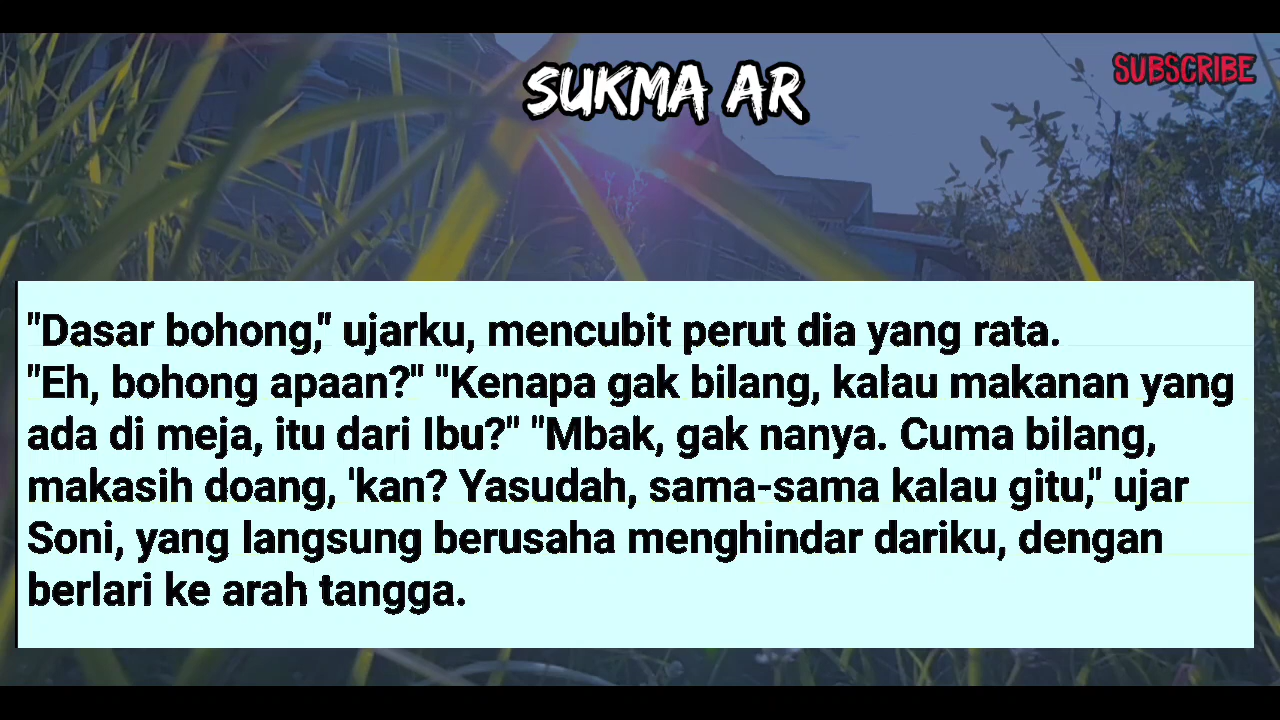 SUKMA AR
SUBSCRIBE
"Dasar bohong," ujarku, mencubit perut dia yang rata.
"Eh, bohong apaan?" "Kenapa gak bilang, kalau makanan yang
ada di meja, itu dari Ibu?" "Mbak, gak nanya. Cuma bilang,
makasih doang, 'kan? Yasudah, sama-sama kalau gitu," ujar
Soni, yang langsung berusaha menghindar dariku, dengan
berlari ke arah tangga.